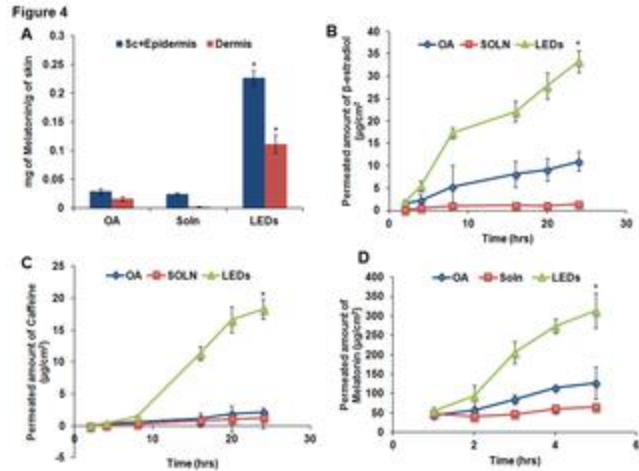 Figure 4
A
Sc+Epidermis Dermis
mg of Melatonin/g of skin
0.3
0.25
0.2
0.15
0.1
0.05
0
*
*
OA Soln LEDs
B
OA SOLN LEDs
Permeated amount of β-estradiol
(µg/cm²)
40
35
30
25
20
15
10
5
0
*
0 10 20 30
Time (hrs)
C
OA SOLN LEDs
Permeated amount of Caffeine
(µg/cm²)
25
20
15
10
5
0
-5
*
10 20 30
Time (hrs)
D
OA Soln LEDs
Permeated amount of
Melatonin (µg/cm²)
400
350
300
250
200
150
100
50
0
*
0 2 4 6
Time (hrs)